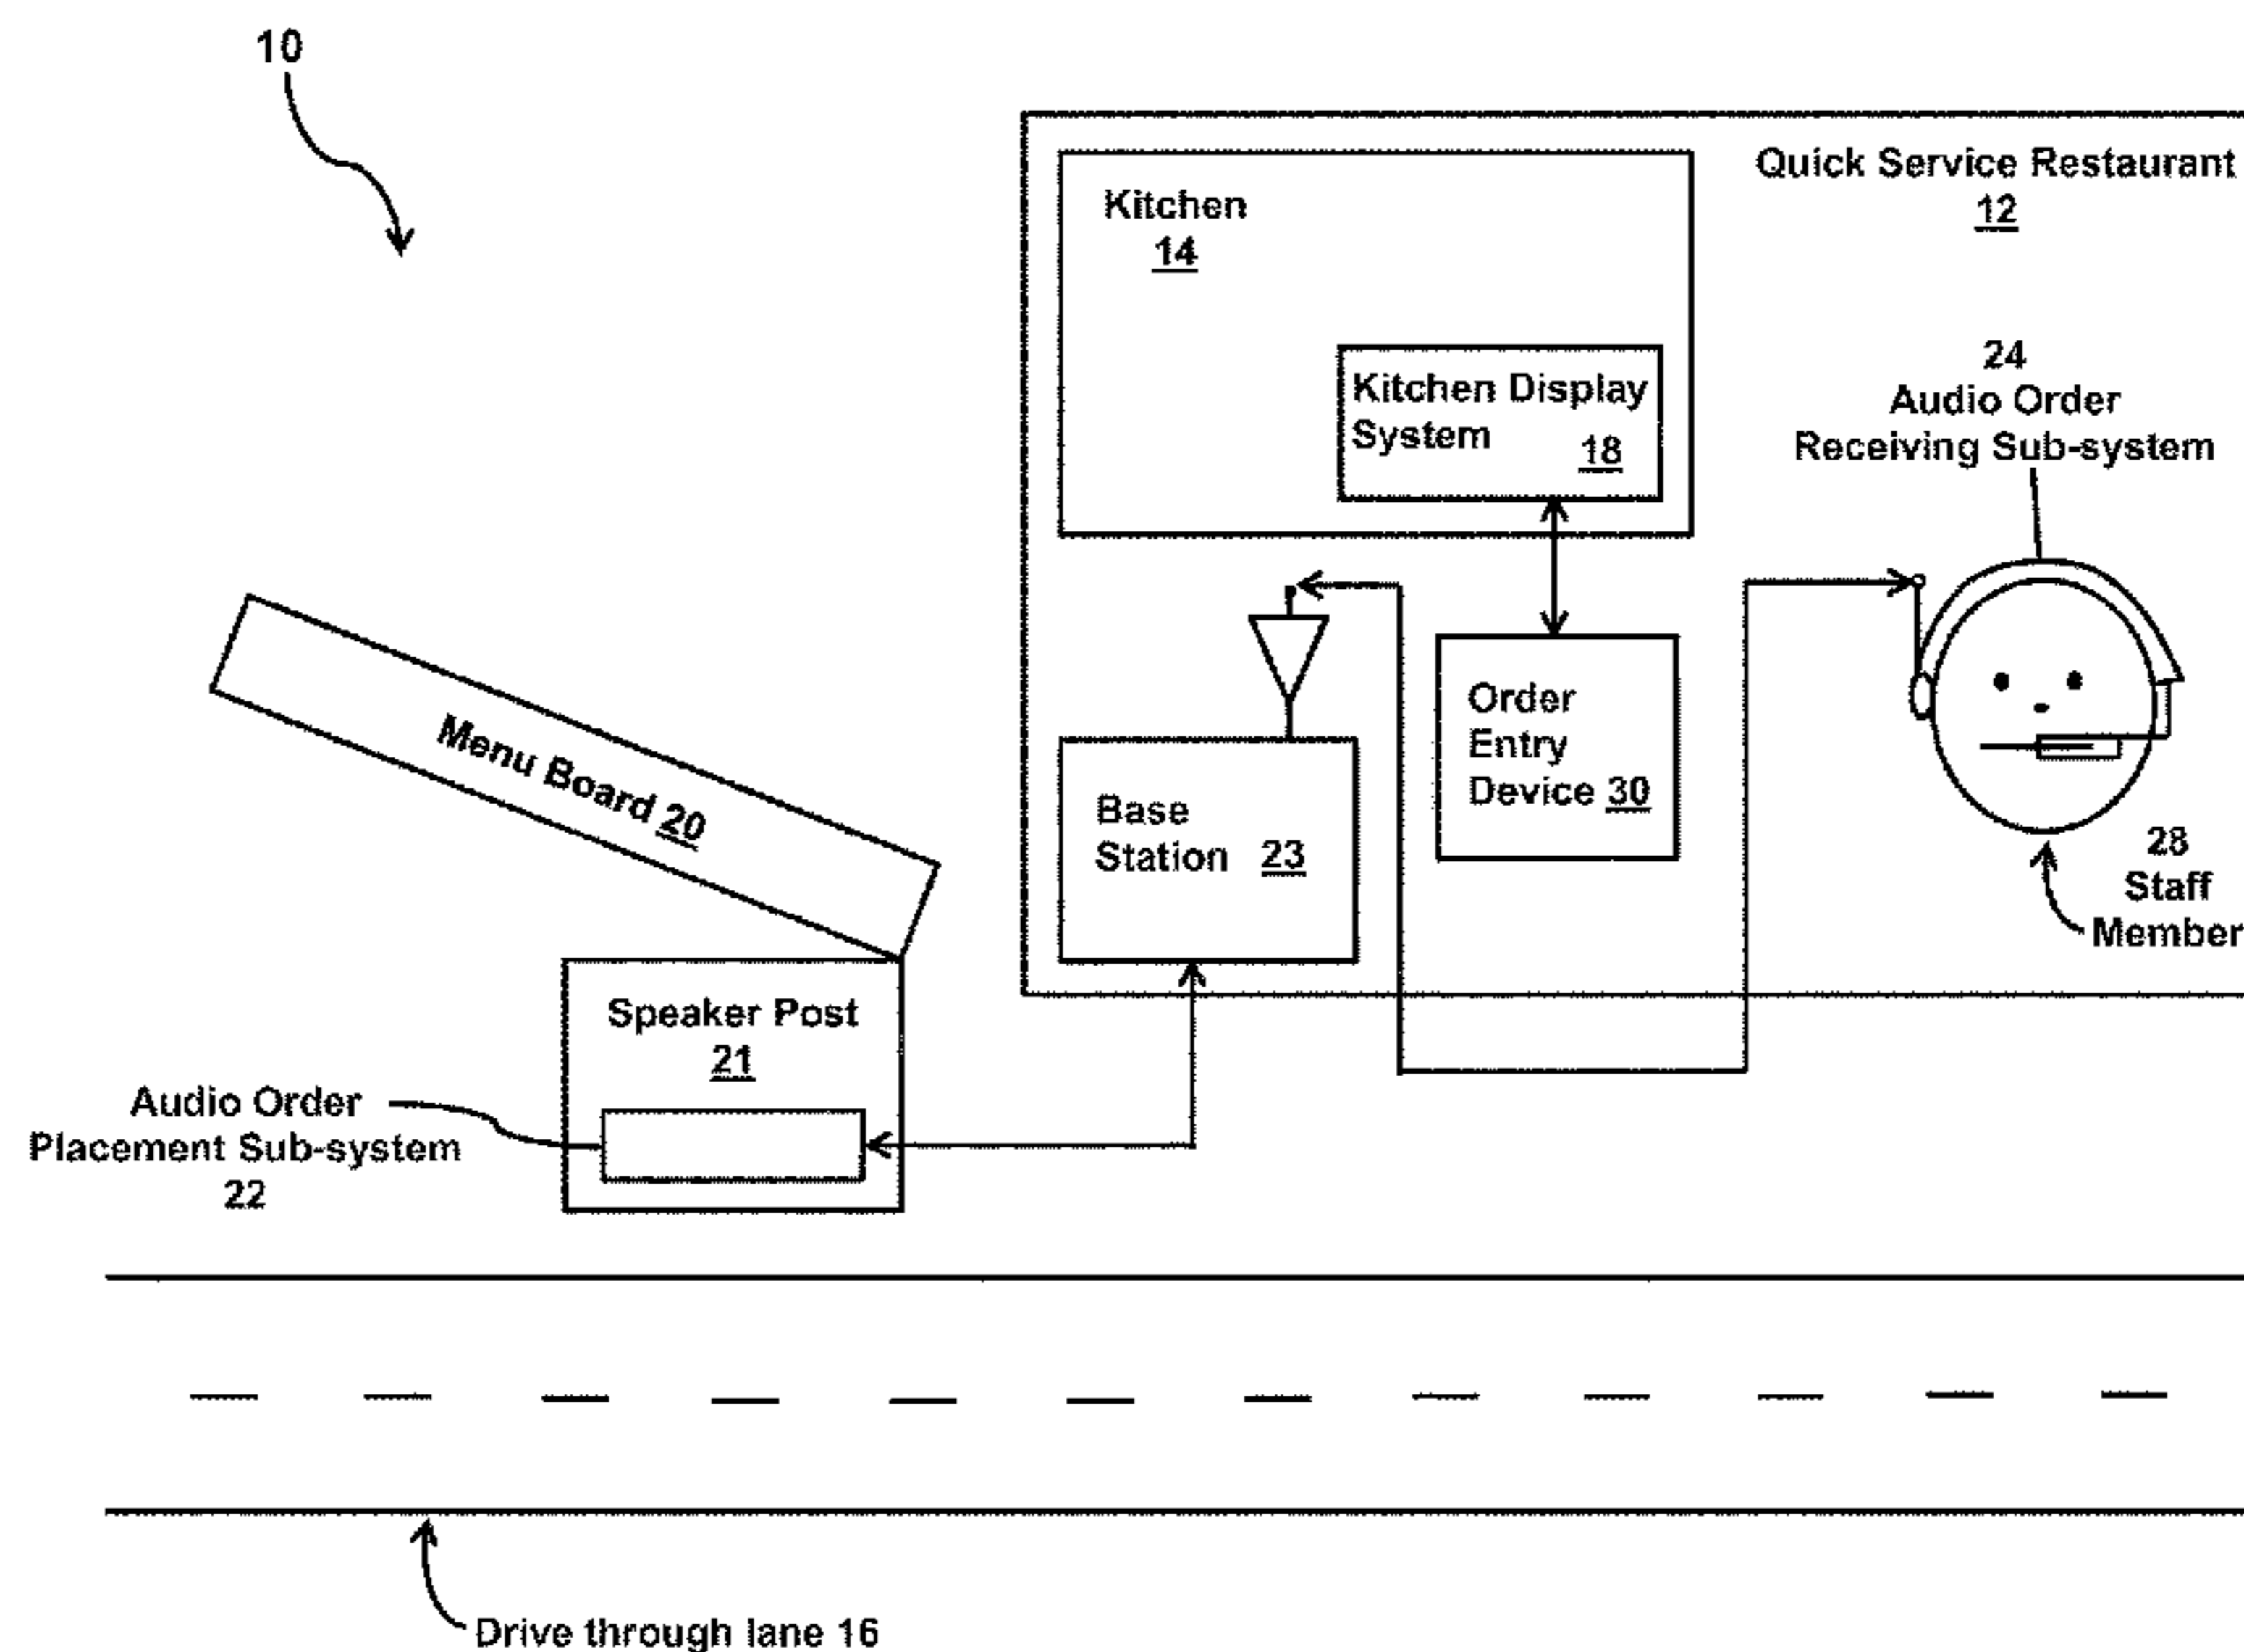 10
Quick Service Restaurant
12
Kitchen
14
Kitchen Display
System 18
24
Audio Order
Receiving Sub-system
Menu Board 20
Order
Entry
Device 30
Base
Station 23
28
Staff
Member
Speaker Post
21
Audio Order
Placement Sub-system
22
Drive through lane 16